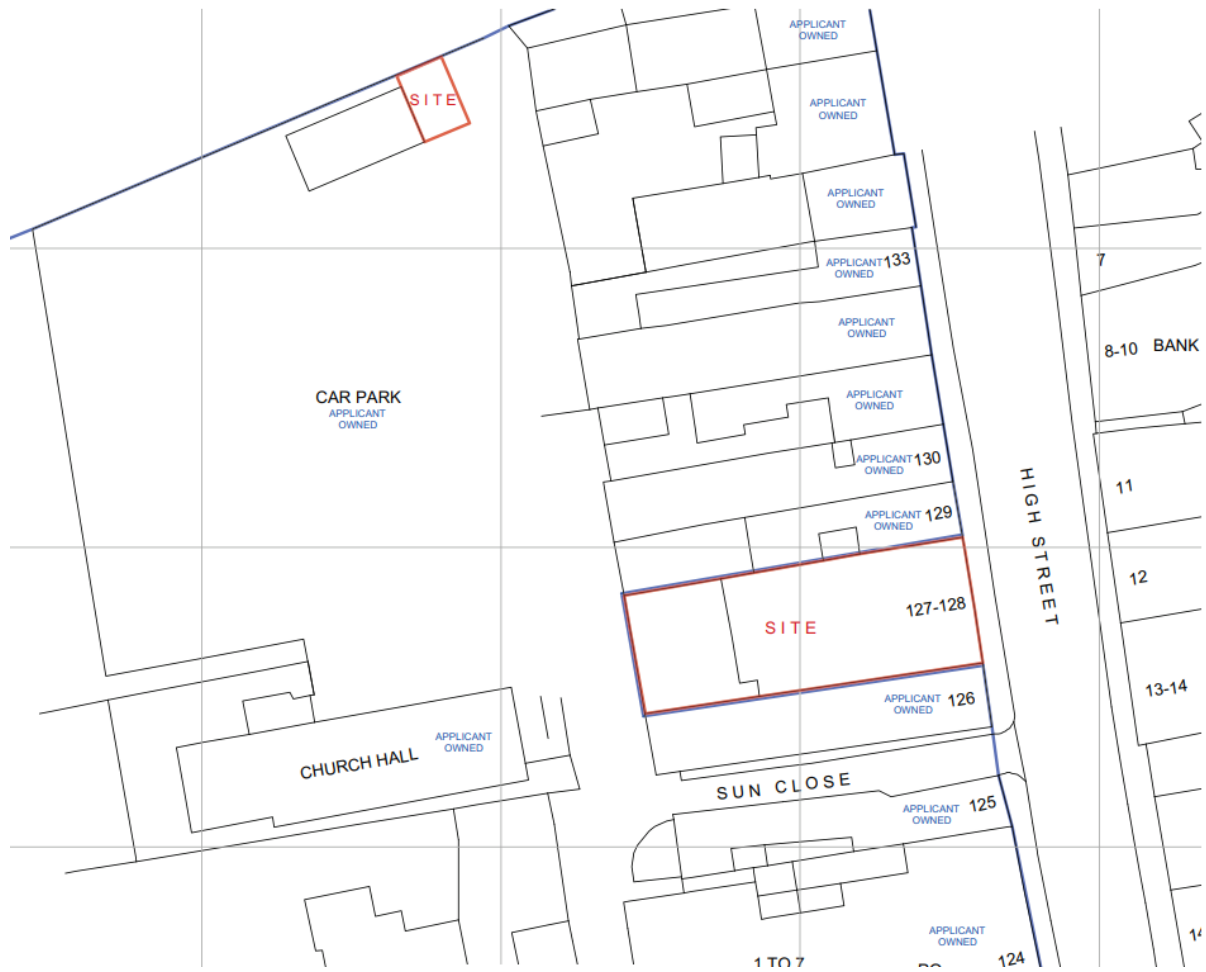 APPLICANT
OWNED
SITE
APPLICANT
OWNED
APPLICANT
OWNED
APPLICANT
OWNED
133
7
APPLICANT
OWNED
8-10 BANK
CAR PARK
APPLICANT
OWNED
APPLICANT
OWNED
APPLICANT
OWNED
130
HIGH STREET
11
APPLICANT
OWNED
129
12
127-128
SITE
13-14
APPLICANT
OWNED
126
CHURCH HALL
APPLICANT
OWNED
SUN CLOSE
APPLICANT
OWNED
125
APPLICANT
OWNED
124
1 TO 7